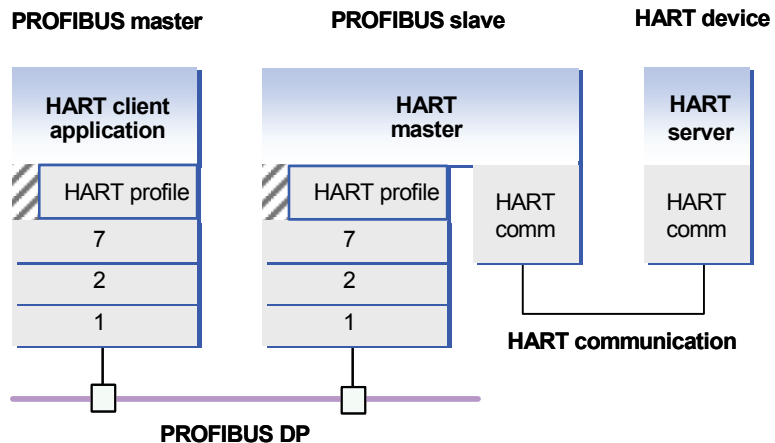 PROFIBUS master
PROFIBUS slave
HART device
HART client
application
HART
master
HART
server
HART profile
HART profile
HART
comm
HART
comm
7
7
2
2
1
1
HART communication
PROFIBUS DP